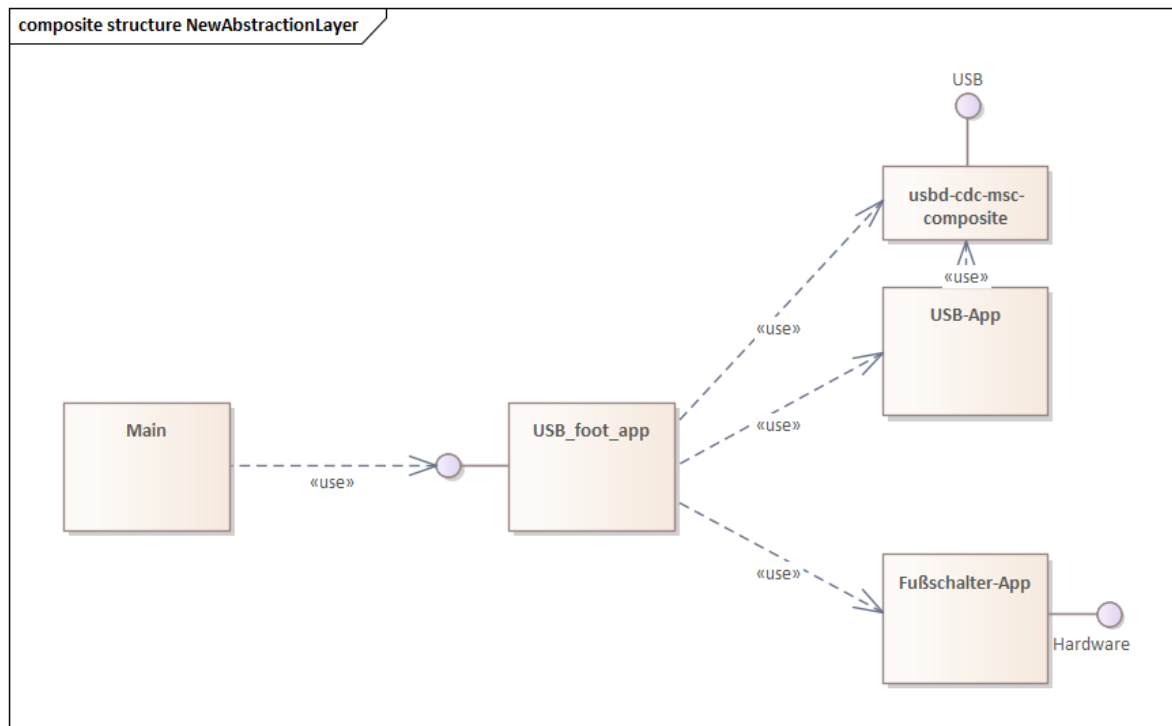 composite structure NewAbstractionLayer
USB
usbd-cdc-msc-
composite
«use»
USB-App
«use»
Main
USB_foot_app
«use»
«use»
«use»
Fußschalter-App
Hardware